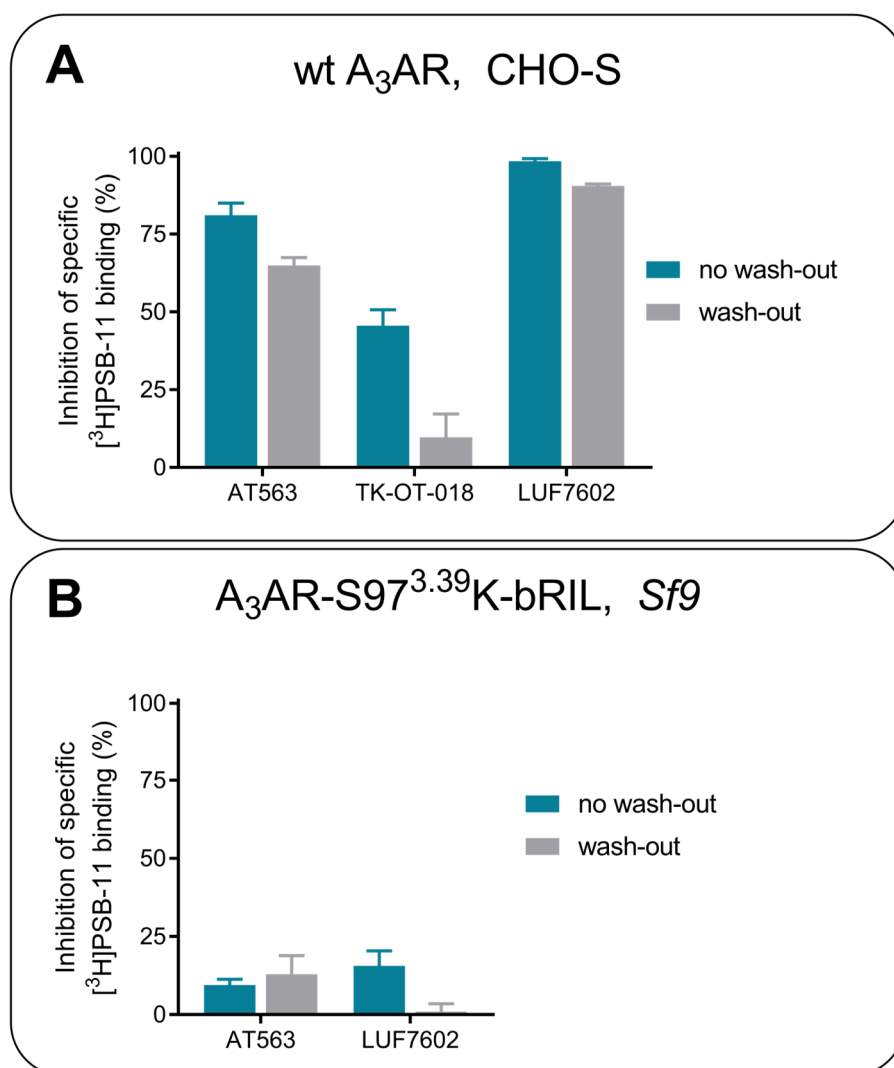 A
wt A₃AR, CHO-S
Inhibition of specific
[³H]PSB-11 binding (%)
100
75
50
25
0
AT563
TK-OT-018
LUF7602
no wash-out
wash-out
B
A₃AR-S97³·³⁹K-bRIL, Sf9
Inhibition of specific
[³H]PSB-11 binding (%)
100
75
50
25
0
AT563
LUF7602
no wash-out
wash-out